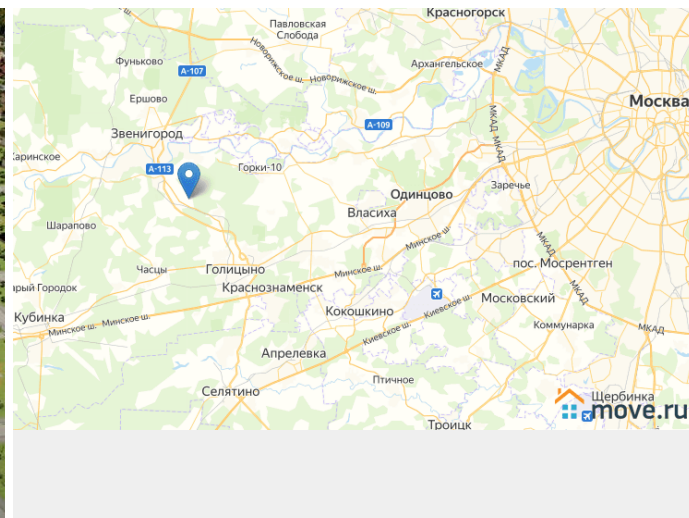 Красногорск
Павловская
Слобода
Новорижское ш.
Новорижское ш.
Фуньково
А-107
Архангельское
МКАД
Ершово
Москва
МКАД
МКАД
Звенигород
А-109
аринское
А-113
Горки-10
Одинцово
Заречье
Власиха
Шарапово
Минское ш.
МКАД
пос. Мосрентген
Часцы
Голицыно
Минское ш.
рый Городок
Краснознаменск
МКАД
Московский
Кубинка
Минское ш.
Минское ш.
Кокошкино
Киевское ш.
Киевское ш.
Коммунарка
МКАД
Апрелевка
Птичное
Селятино
Щербинка
move.ru
Троицк